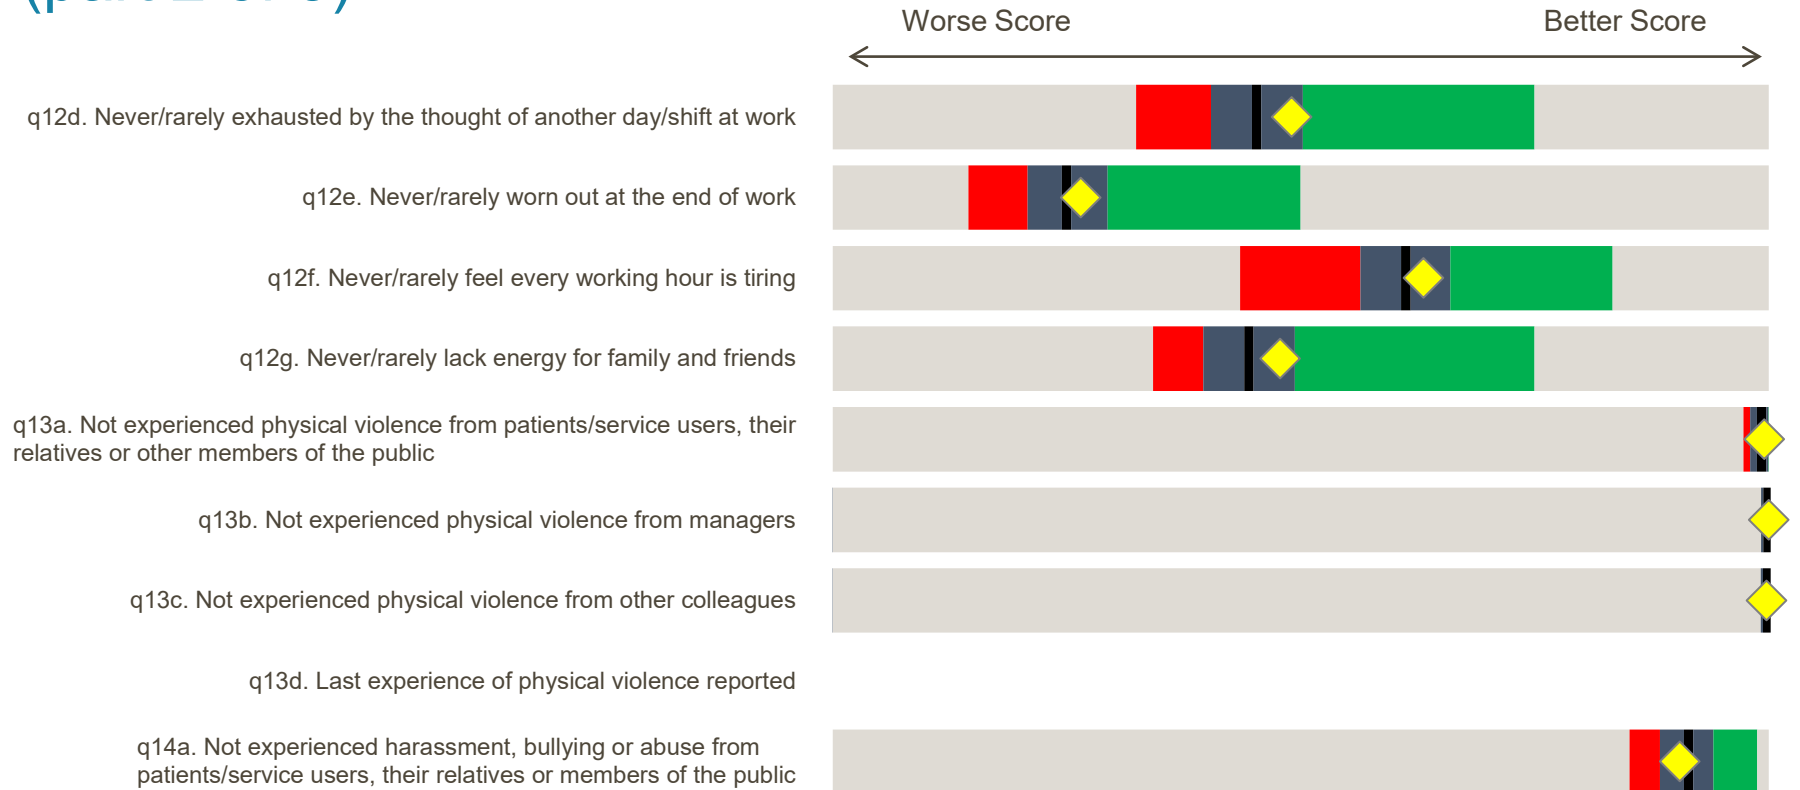 Worse Score
Better Score
q12d. Never/rarely exhausted by the thought of another day/shift at work
q12e. Never/rarely worn out at the end of work
q12f. Never/rarely feel every working hour is tiring
q12g. Never/rarely lack energy for family and friends
q13a. Not experienced physical violence from patients/service users, their
relatives or other members of the public
q13b. Not experienced physical violence from managers
q13c. Not experienced physical violence from other colleagues
q13d. Last experience of physical violence reported
q14a. Not experienced harassment, bullying or abuse from
patients/service users, their relatives or members of the public